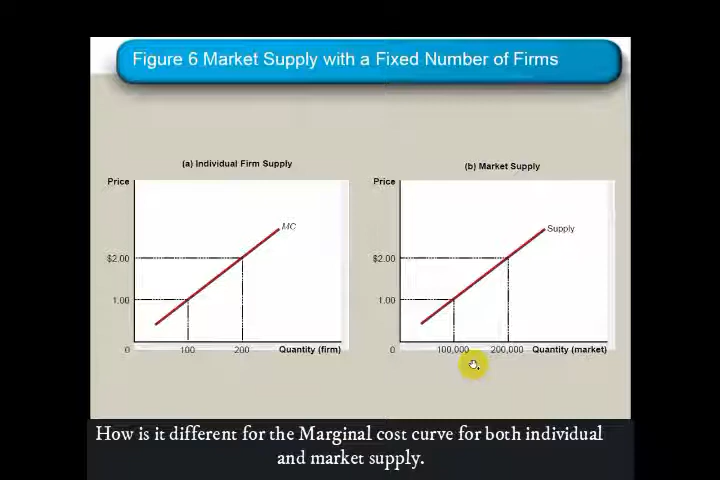 Figure 6 Market Supply with a Fixed Number of Firms
(a) Individual Firm Supply
Price
MC
$2.00
1.00
0
100
200
Quantity (firm)
(b) Market Supply
Price
Supply
$2.00
1.00
0
100,000
200,000
Quantity (market)
How is it different for the Marginal cost curve for both individual
and market supply.